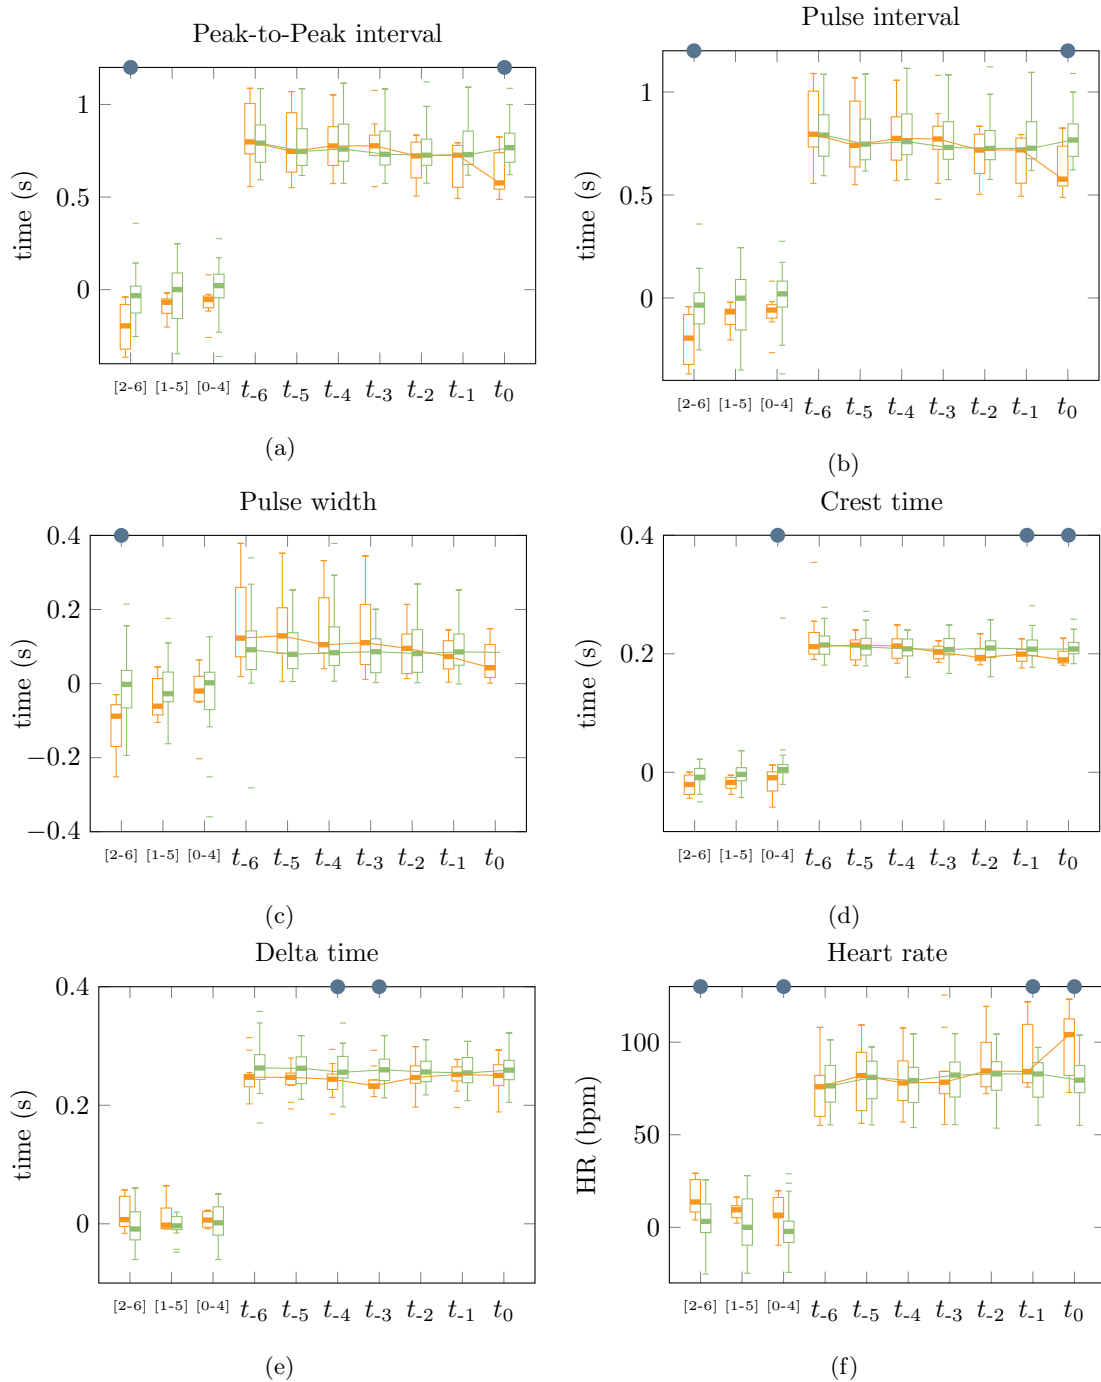 Peak-to-Peak interval
1
0.5
0
time (s)
[2-6] [1-5] [0-4] t-6 t-5 t-4 t-3 t-2 t-1 t0
(a)
Pulse interval
1
0.5
0
time (s)
[2-6] [1-5] [0-4] t-6 t-5 t-4 t-3 t-2 t-1 t0
(b)
Pulse width
0.4
0.2
0
−0.2
−0.4
time (s)
[2-6] [1-5] [0-4] t-6 t-5 t-4 t-3 t-2 t-1 t0
(c)
Crest time
0.4
0.2
0
time (s)
[2-6] [1-5] [0-4] t-6 t-5 t-4 t-3 t-2 t-1 t0
(d)
Delta time
0.4
0.2
0
time (s)
[2-6] [1-5] [0-4] t-6 t-5 t-4 t-3 t-2 t-1 t0
(e)
Heart rate
100
50
0
HR (bpm)
[2-6] [1-5] [0-4] t-6 t-5 t-4 t-3 t-2 t-1 t0
(f)